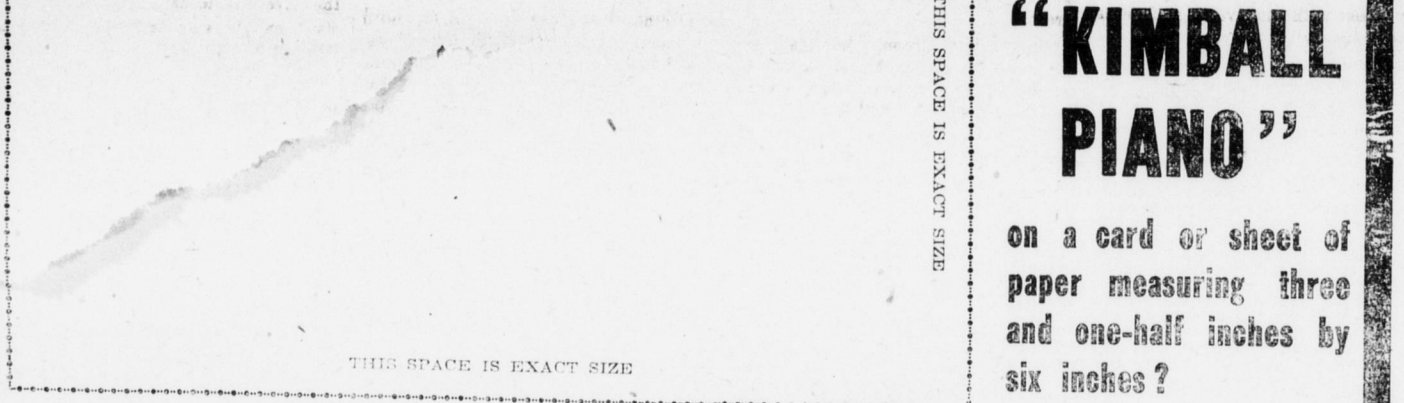 THIS SPACE IS EXACT SIZE
THIS SPACE IS EXACT SIZE
“KIMBALL
PIANO”
on a card or sheet of
paper measuring three
and one-half inches by
six inches?